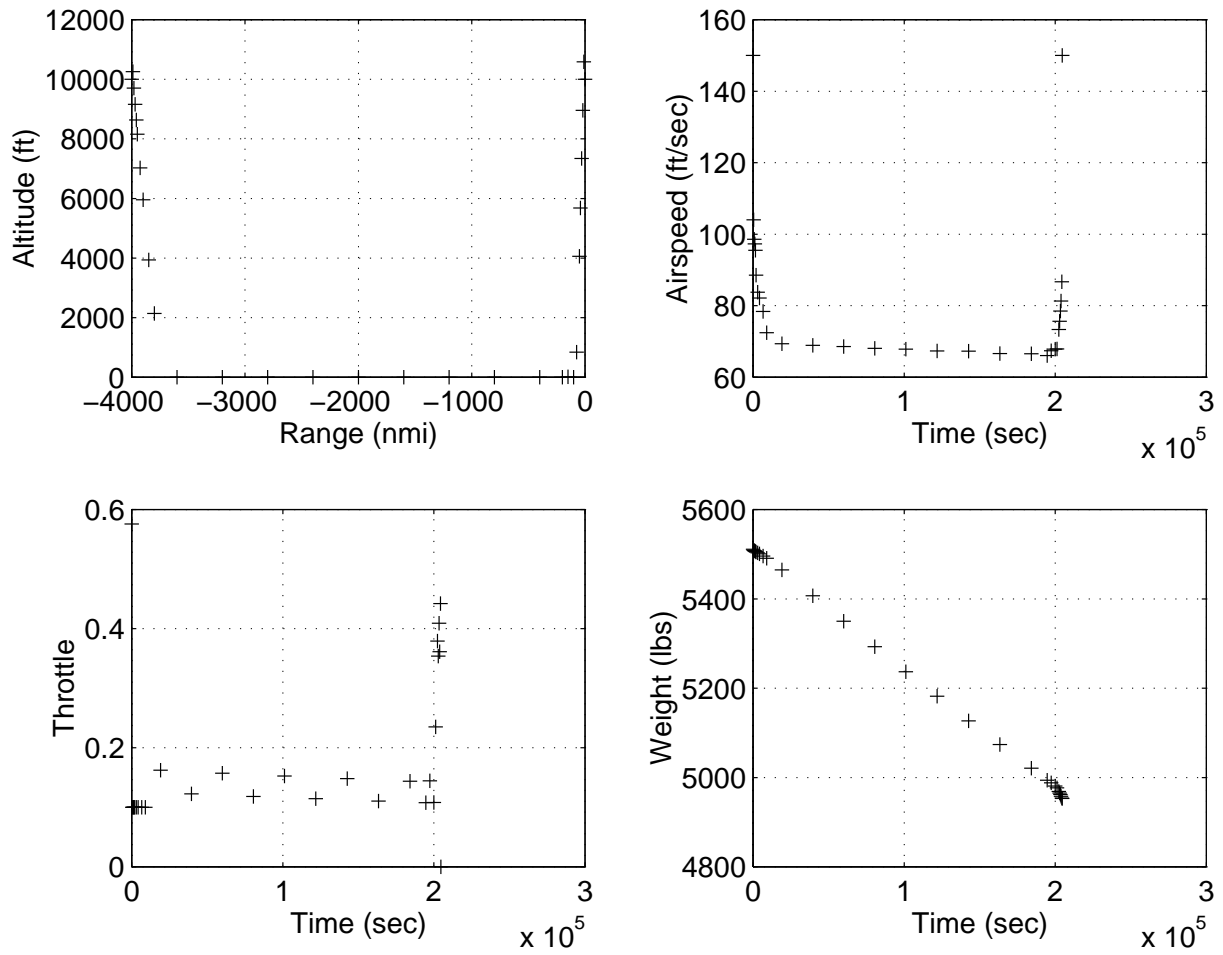 12000
10000
8000
6000
4000
2000
0
Altitude (ft)
−4000 −3000 −2000 −1000 0
Range (nmi)
160
140
120
100
80
60
Airspeed (ft/sec)
0 1 2 3
Time (sec)
x 10^5
0.6
0.4
0.2
0
Throttle
0 1 2 3
Time (sec)
x 10^5
5600
5400
5200
5000
4800
Weight (lbs)
0 1 2 3
Time (sec)
x 10^5